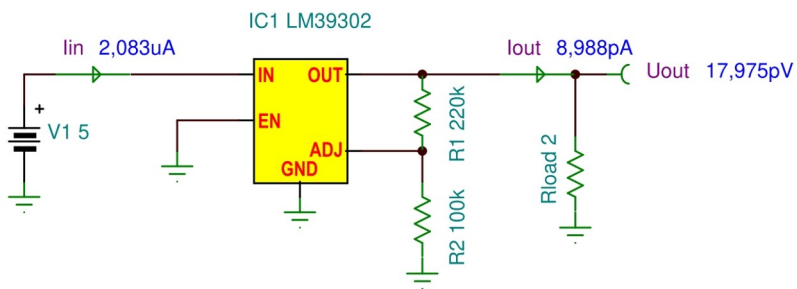 IC1 LM39302
Iin 2,083uA
Iout 8,988pA
Uout 17,975pV
IN
OUT
EN
ADJ
GND
+
V1 5
R1 220k
R2 100k
Rload 2